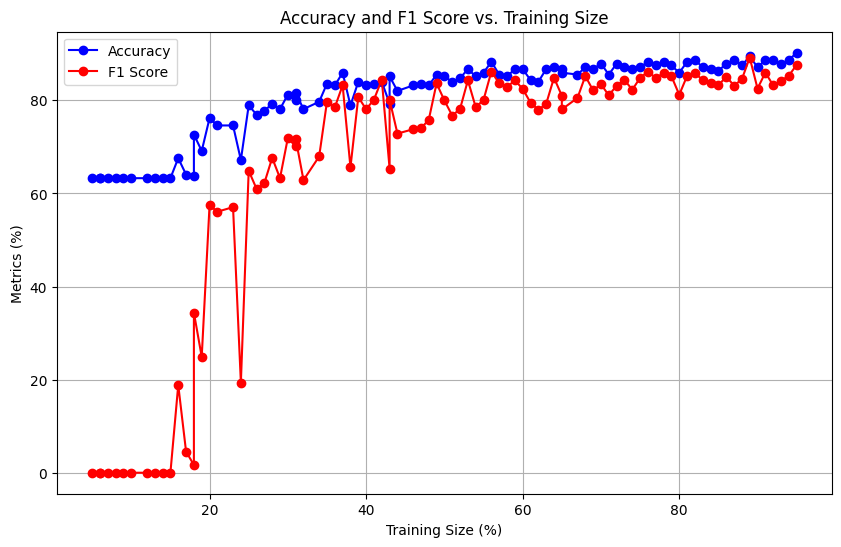 Accuracy and F1 Score vs. Training Size
Accuracy
F1 Score
Metrics (%)
80
60
40
20
0
20 40 60 80
Training Size (%)